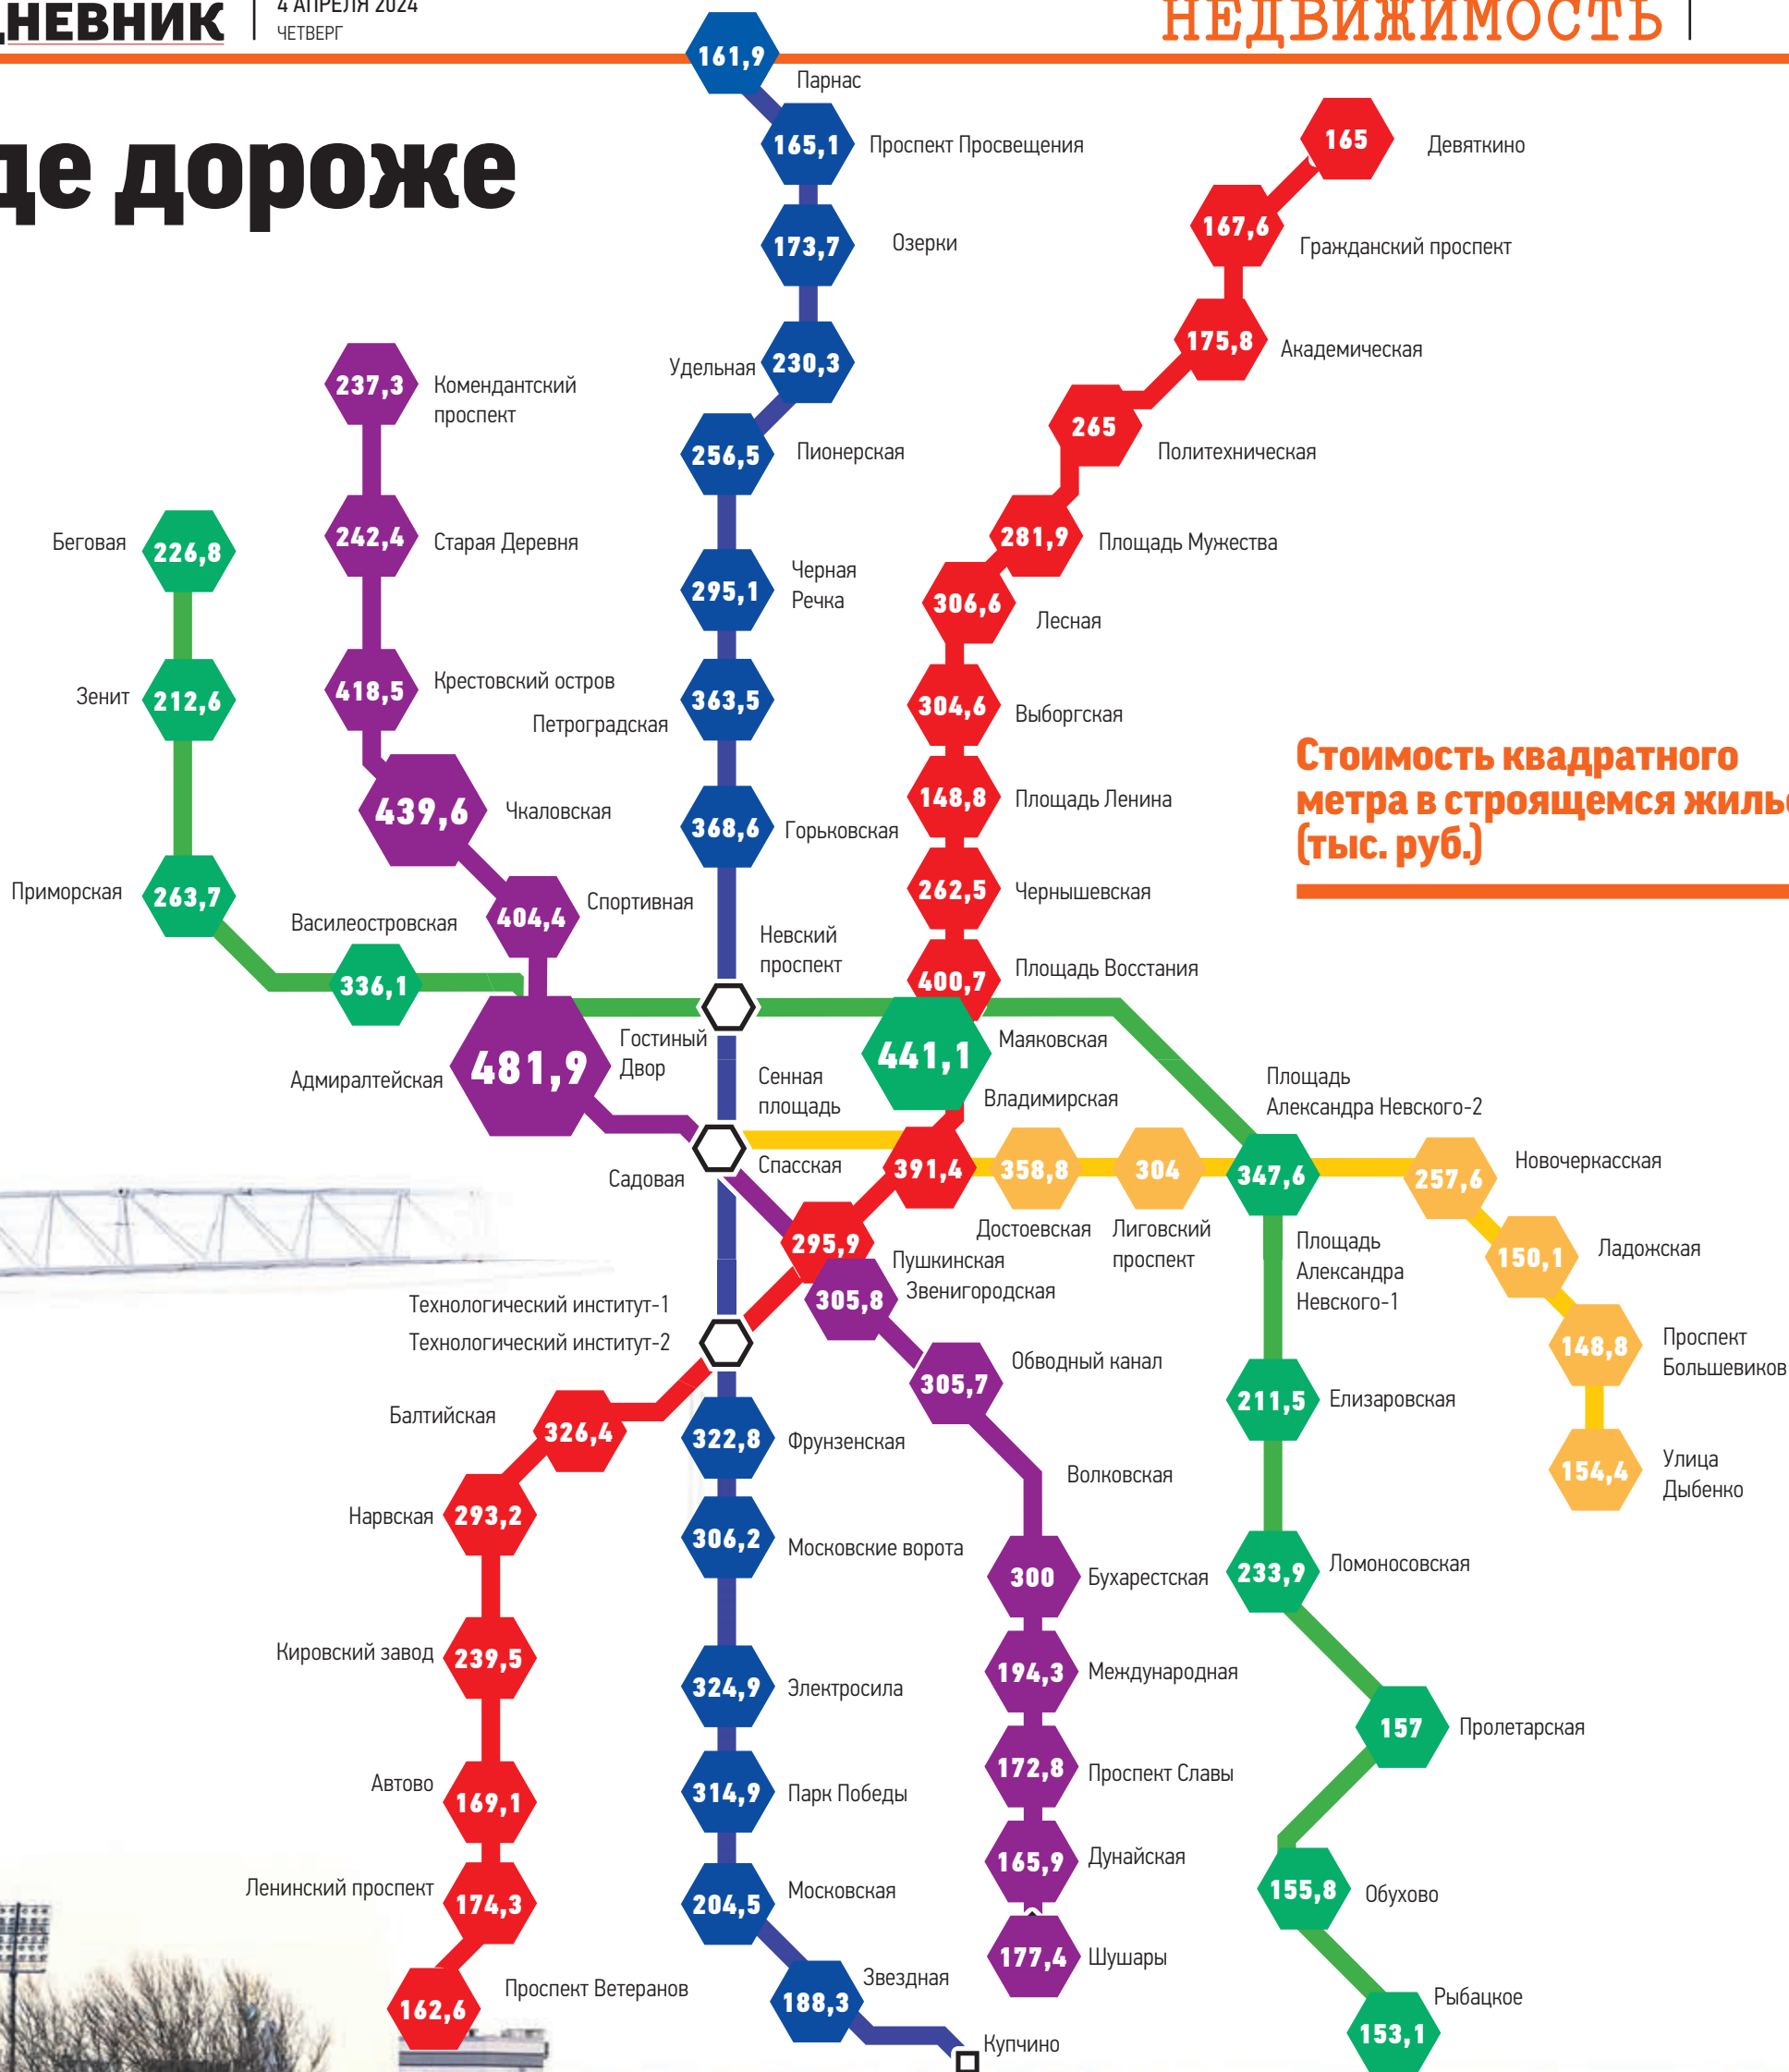 ДНЕВНИК
4 АПРЕЛЯ 2024
ЧЕТВЕРГ
НЕДВИЖИМОСТЬ
де дороже
161,9
Парнас
165,1
Проспект Просвещения
173,7
Озерки
Удельная
230,3
256,5
Пионерская
295,1
Черная
Речка
Петроградская
363,5
368,6
Горьковская
Невский
проспект
Сенная
площадь
Технологический институт-1
Технологический институт-2
322,8
Фрунзенская
306,2
Московские ворота
324,9
Электросила
314,9
Парк Победы
204,5
Московская
188,3
Звездная
Купчино
165
Девяткино
167,6
Гражданский проспект
175,8
Академическая
265
Политехническая
281,9
Площадь Мужества
306,6
Лесная
304,6
Выборгская
148,8
Площадь Ленина
262,5
Чернышевская
400,7
Площадь Восстания
391,4
Владимирская
295,9
Пушкинская
Балтийская
326,4
Нарвская
293,2
Кировский завод
239,5
Автово
169,1
Ленинский проспект
174,3
162,6
Проспект Ветеранов
237,3
Комендантский
проспект
242,4
Старая Деревня
418,5
Крестовский остров
439,6
Чкаловская
404,4
Спортивная
Адмиралтейская
481,9
Садовая
305,8
Звенигородская
305,7
Обводный канал
Волковская
300
Бухарестская
194,3
Международная
172,8
Проспект Славы
165,9
Дунайская
177,4
Шушары
Беговая
226,8
Зенит
212,6
Приморская
263,7
Василеостровская
336,1
Гостиный
Двор
441,1
Маяковская
Площадь
Александра Невского-2
347,6
Площадь
Александра
Невского-1
211,5
Елизаровская
233,9
Ломоносовская
157
Пролетарская
155,8
Обухово
153,1
Рыбацкое
Спасская
358,8
Достоевская
304
Лиговский
проспект
257,6
Новочеркасская
150,1
Ладожская
148,8
Проспект
Большевиков
154,4
Улица
Дыбенко
Стоимость квадратного
метра в строящемся жилье
(тыс. руб.)